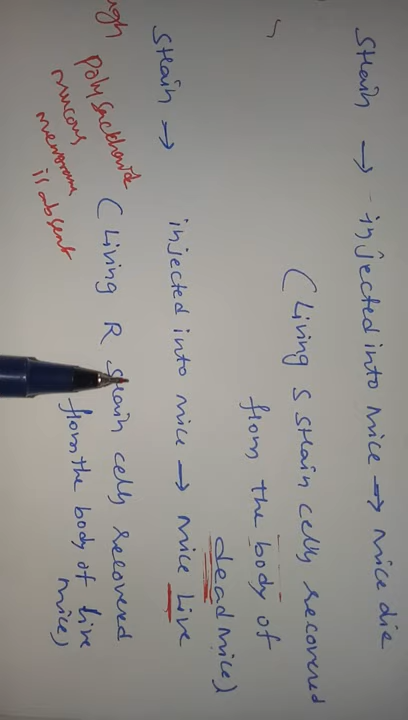 strain → injected into mice → mice die
(Living S strain cells recovered
from the body of
dead mice)
strain → injected into mice → mice Live
(Living R strain cells recovered
from the body of live
mice)
polysaccharide
mucous
membrane
is absent